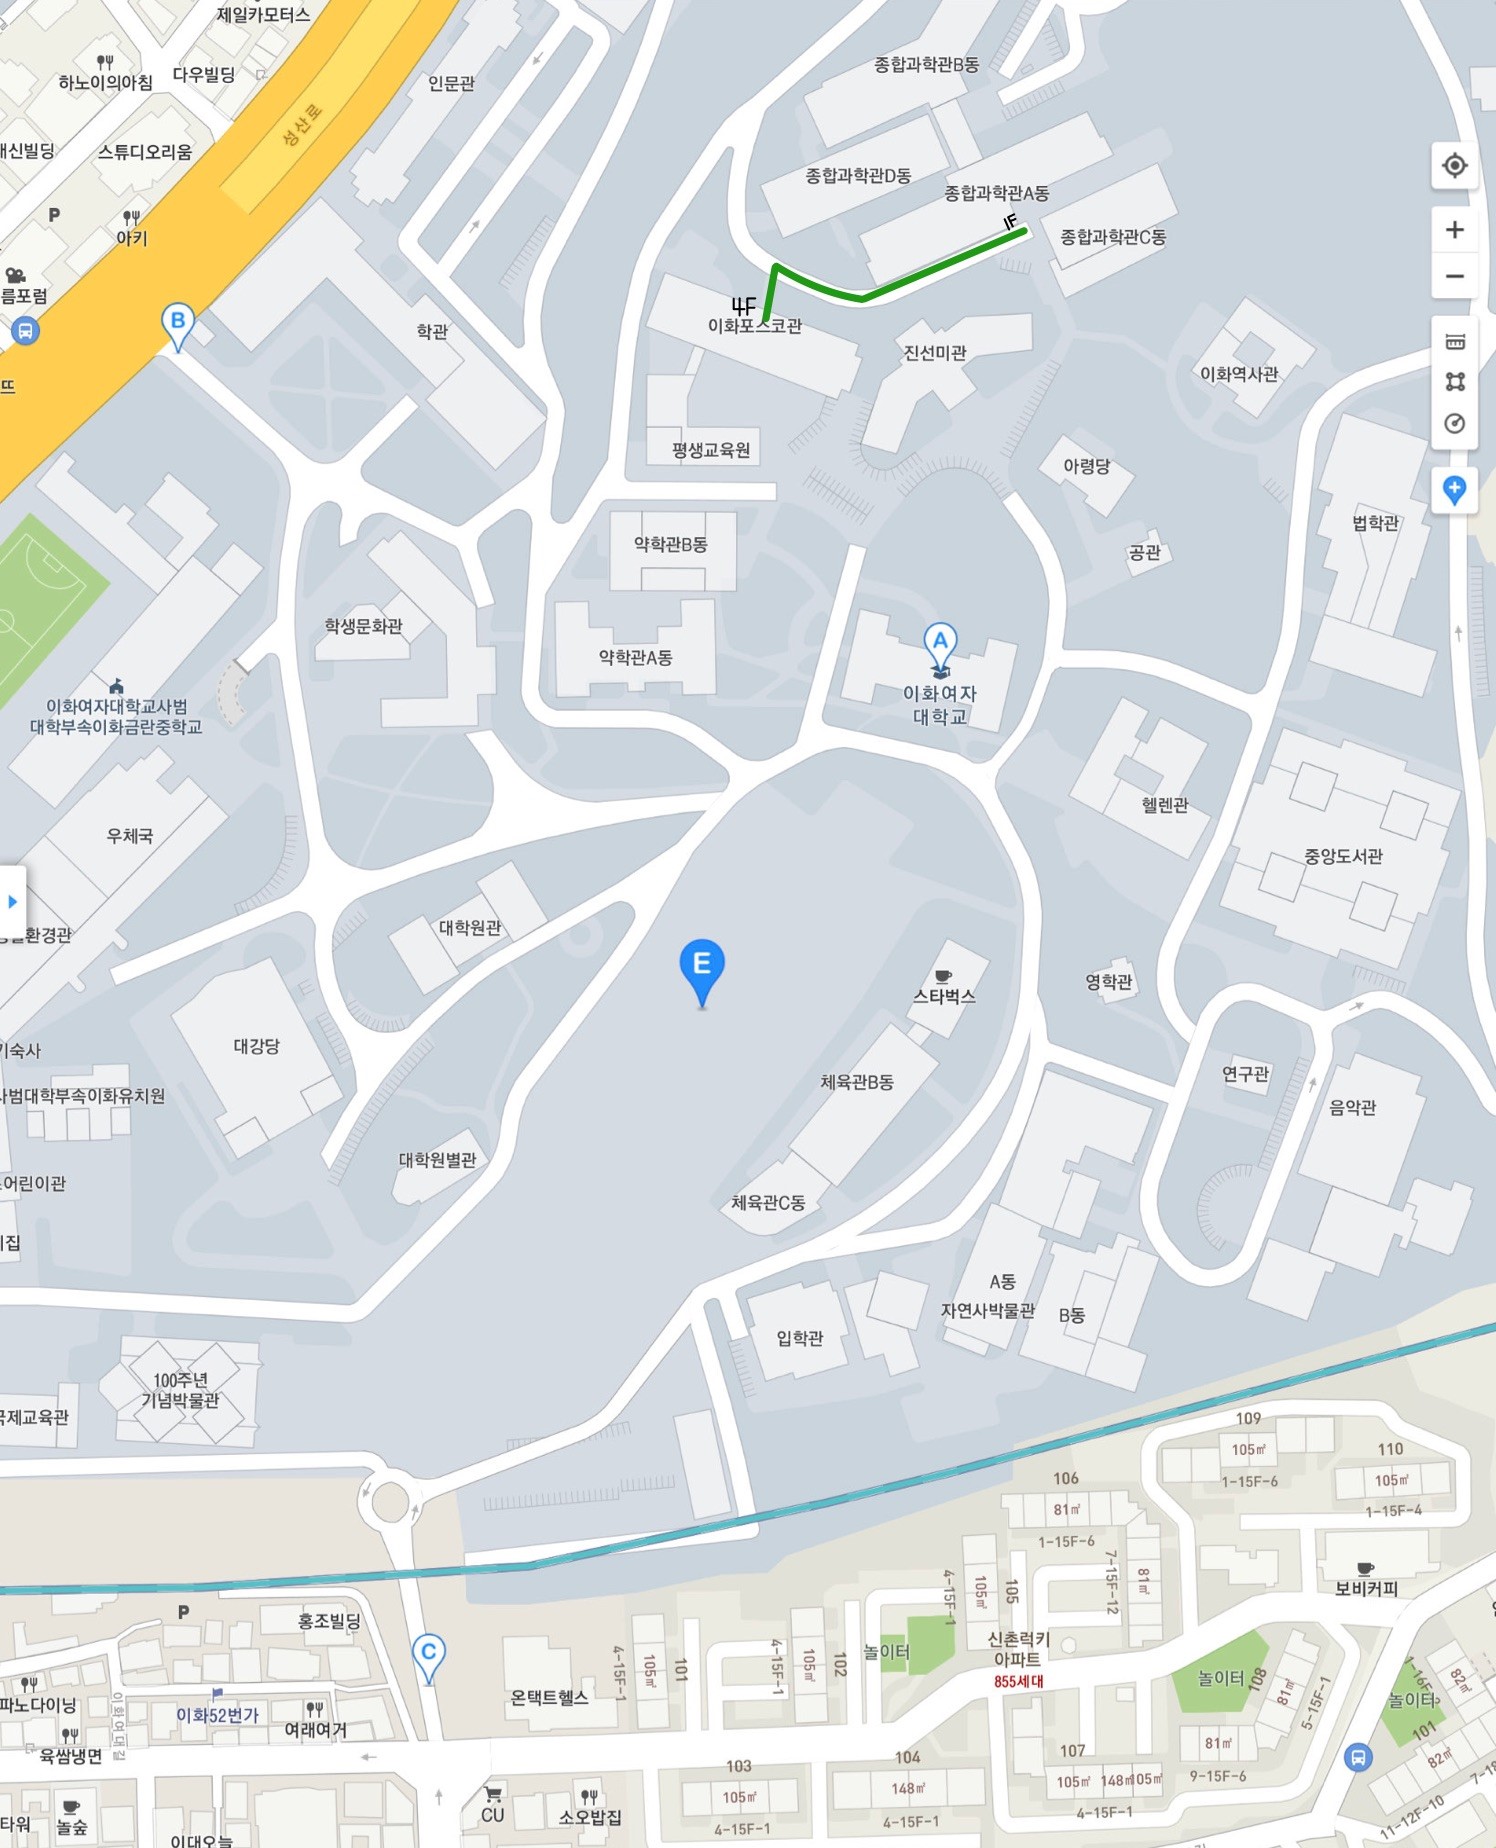 제일카모터스
하노이의아침
다우빌딩
성산로
스튜디오리움
P
아키
B
인문관
종합과학관B동
종합과학관D동
종합과학관A동
1F
종합과학관C동
4F
이화포스코관
진선미관
이화역사관
학관
평생교육원
아령당
법학관
공관
약학관B동
약학관A동
학생문화관
A
이화여자
대학교
이화여자대학교사범
대학부속이화금란중학교
헬렌관
우체국
중앙도서관
대학원관
E
스타벅스
영학관
대강당
체육관B동
연구관
음악관
대학원별관
체육관C동
A동
자연사박물관
B동
입학관
100주년
기념박물관
109
105㎡
1-15F-6
110
105㎡
1-15F-4
106
81㎡
1-15F-6
7-15F-12
81㎡
보비커피
P
홍조빌딩
C
온택트헬스
4-15F-1
105㎡
101
4-15F-1
105㎡
102
놀이터
4-15F-1
105㎡
105
신촌럭키
아파트
855세대
놀이터
108
81㎡
5-15F-1
놀이터
101
82㎡
82㎡
파노다이닝
이화52번가
여래여거
이화여대길
육쌈냉면
103
105㎡
4-15F-1
104
148㎡
4-15F-1
107
105㎡
148㎡
105㎡
4-15F-1
81㎡
9-15F-6
11-12F-10
CU
소오밥집
놀숲
이대오늘